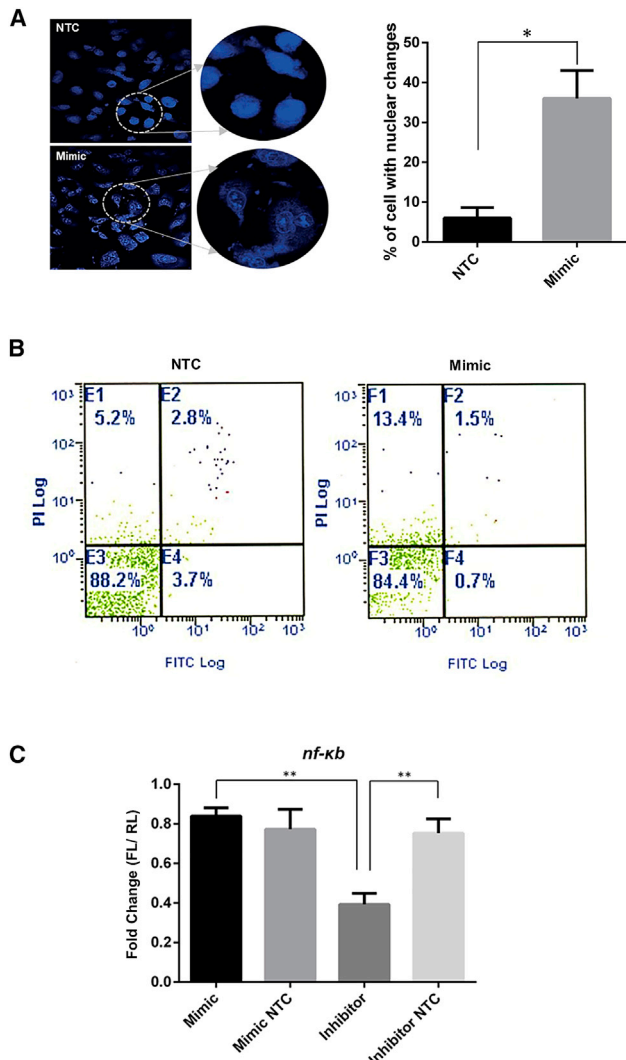 A
NTC
Mimic
% of cell with nuclear changes
50
40
30
20
10
0
*
NTC
Mimic
B
NTC
PI Log
10³
10²
10¹
10⁰
E1
5.2%
E2
2.8%
E3
88.2%
E4
3.7%
10⁰ 10¹ 10² 10³
FITC Log
Mimic
PI Log
10³
10²
10¹
10⁰
F1
13.4%
F2
1.5%
F3
84.4%
F4
0.7%
10⁰ 10¹ 10² 10³
FITC Log
C
nf-κb
Fold Change (FL/ RL)
1.0
0.8
0.6
0.4
0.2
0.0
**
**
Mimic
Mimic NTC
Inhibitor
Inhibitor NTC